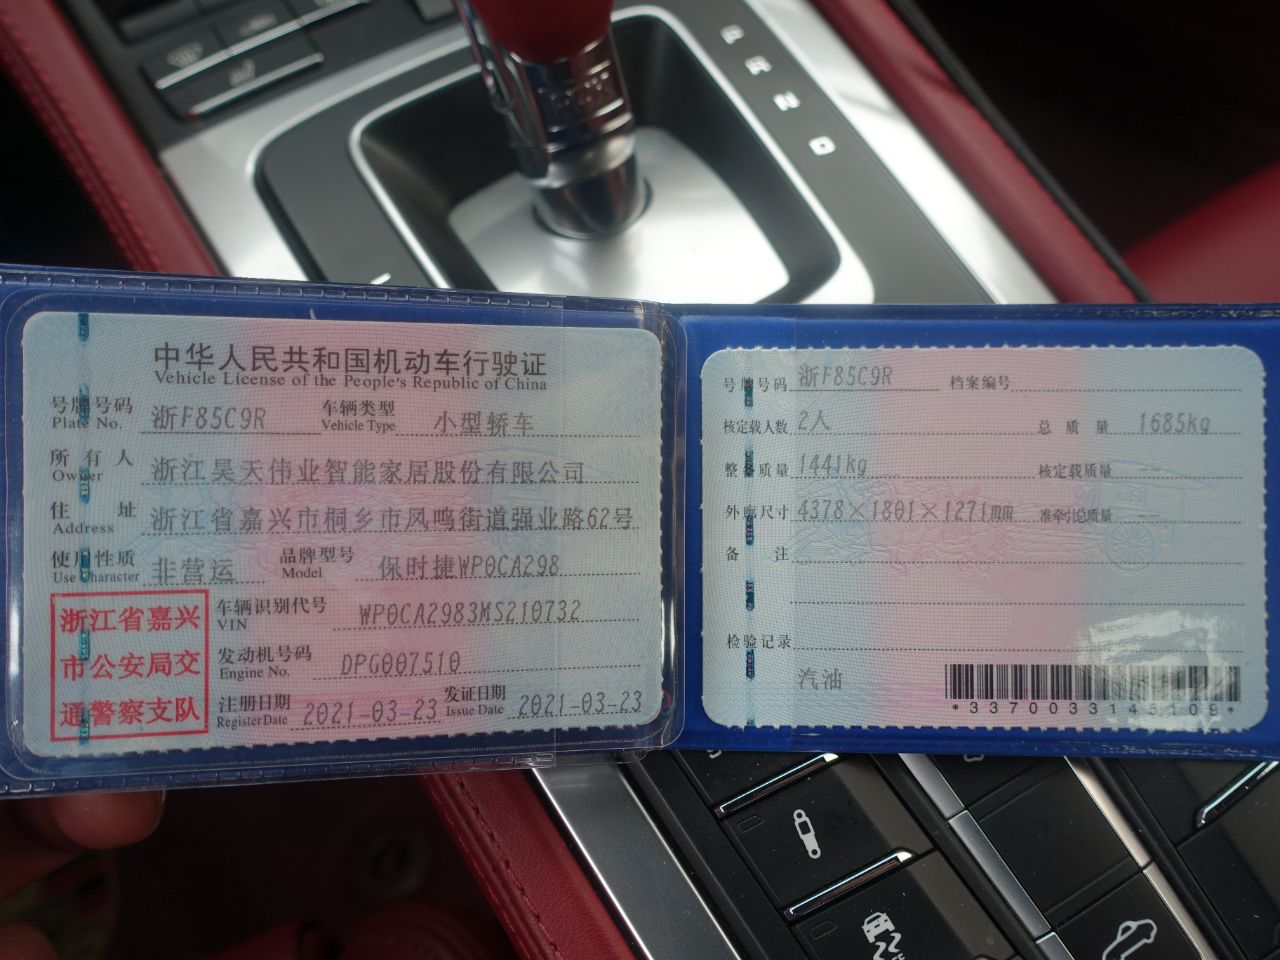 R
N
D
中华人民共和国机动车行驶证
Vehicle License of the People's Republic of China
号牌号码 浙F85C9R 车辆类型 小型轿车
Plate No. Vehicle Type
所有人 浙江昊天伟业智能家居股份有限公司
Owner
住址 浙江省嘉兴市桐乡市凤鸣街道强业路62号
Address
使用性质 非营运 品牌型号 保时捷WP0CA298
Use Character Model
浙江省嘉兴
市公安局交
通警察支队
车辆识别代号 WP0CA2983MS210732
VIN
发动机号码 DPG007510
Engine No.
注册日期 2021-03-23 发证日期 2021-03-23
Register Date Issue Date
号牌号码 浙F85C9R 档案编号
核定载人数 2人 总质量 1685kg
整备质量 1441kg 核定载质量 --
外廓尺寸 4378×1801×1271mm 准牵引总质量 --
备注
检验记录
汽油
*3370033145109*